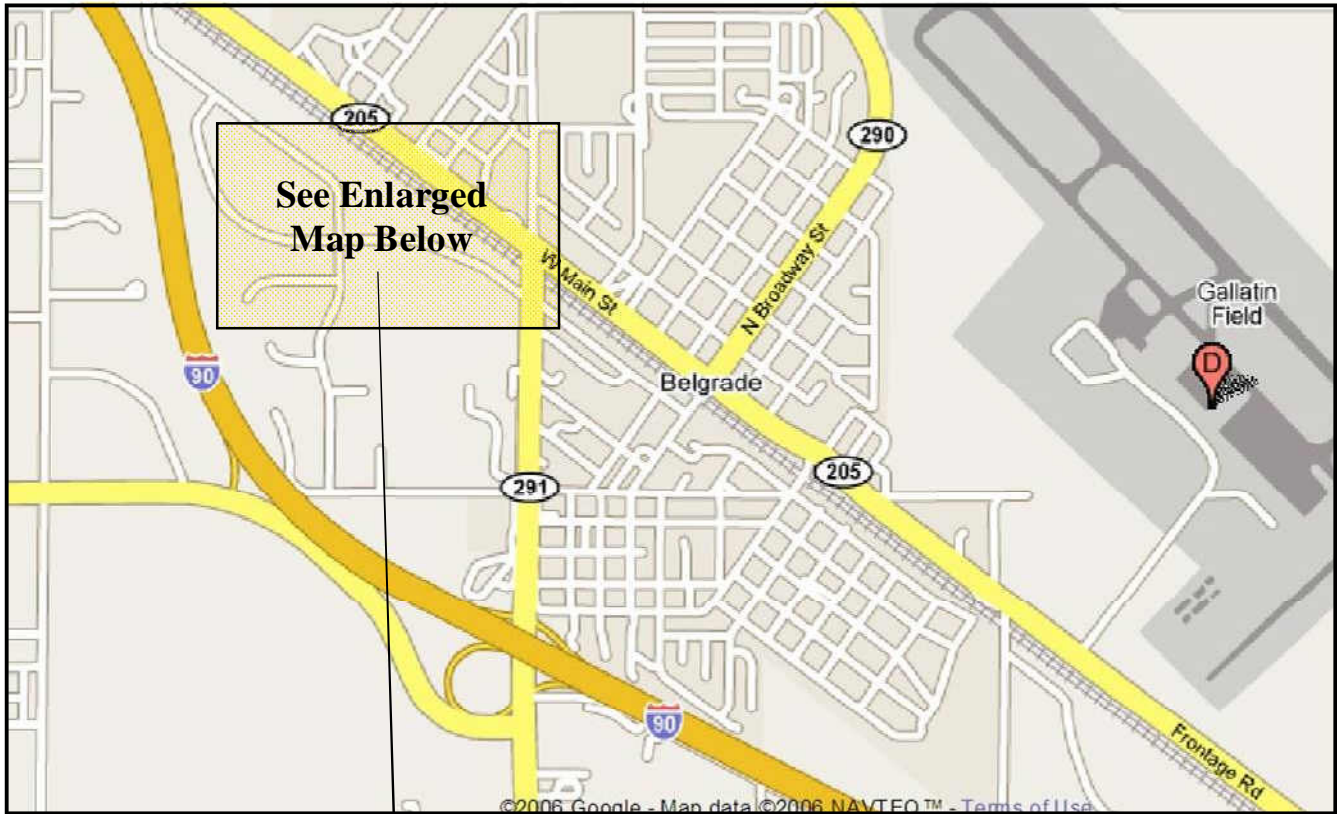 205
290
See Enlarged
Map Below
W Main St
N Broadway St
Gallatin
Field
D
90
Belgrade
205
291
90
Frontage Rd
©2006 Google - Map data ©2006 NAVTEQ™ - Terms of Use